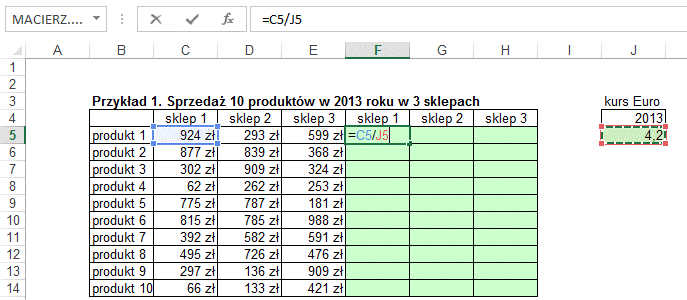 MACIERZ.... =C5/J5
A B C D E F G H I J
1
2
3 Przykład 1. Sprzedaż 10 produktów w 2013 roku w 3 sklepach kurs Euro
4 sklep 1 sklep 2 sklep 3 sklep 1 sklep 2 sklep 3 2013
5 produkt 1 924 zł 293 zł 599 zł =C5/J5 4,2
6 produkt 2 877 zł 839 zł 368 zł
7 produkt 3 302 zł 909 zł 324 zł
8 produkt 4 62 zł 262 zł 253 zł
9 produkt 5 775 zł 787 zł 181 zł
10 produkt 6 815 zł 785 zł 988 zł
11 produkt 7 392 zł 582 zł 591 zł
12 produkt 8 495 zł 726 zł 476 zł
13 produkt 9 297 zł 136 zł 909 zł
14 produkt 10 66 zł 133 zł 421 zł